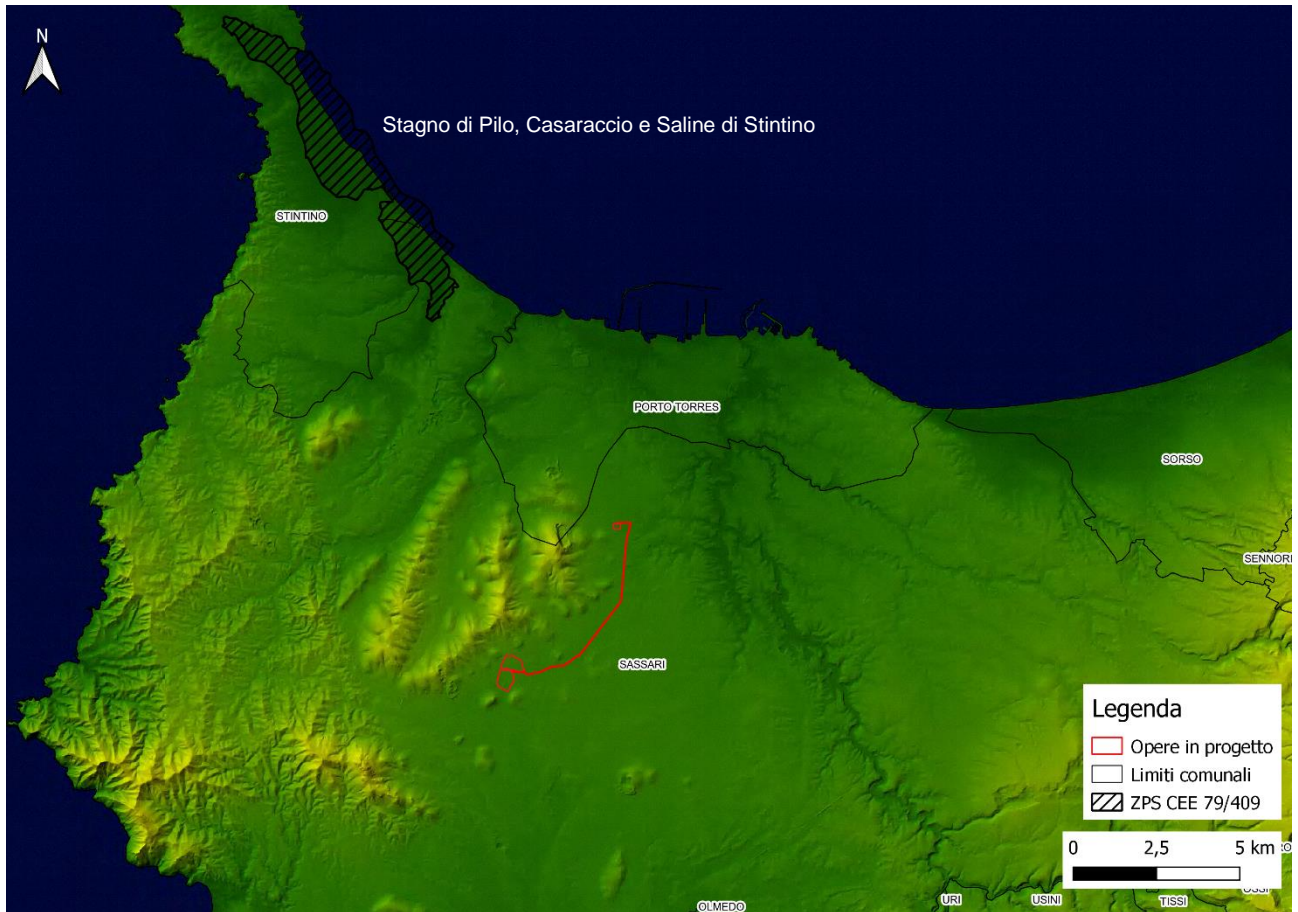 N
Stagno di Pilo, Casaraccio e Saline di Stintino
STINTINO
PORTO TORRES
SORSO
SENNORI
SASSARI
Legenda
Opere in progetto
Limiti comunali
ZPS CEE 79/409
0 2,5 5 km
OLMEDO
URI
USINI
TISSI